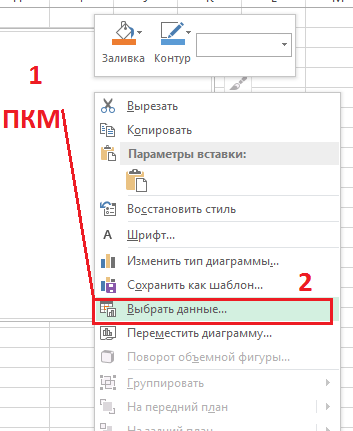 Заливка Контур
1
ПКМ
Вырезать
Копировать
Параметры вставки:
Восстановить стиль
А Шрифт...
Изменить тип диаграммы...
Сохранить как шаблон...
2
Выбрать данные...
Переместить диаграмму...
Поворот объемной фигуры...
Группировать
На передний план
На задний план